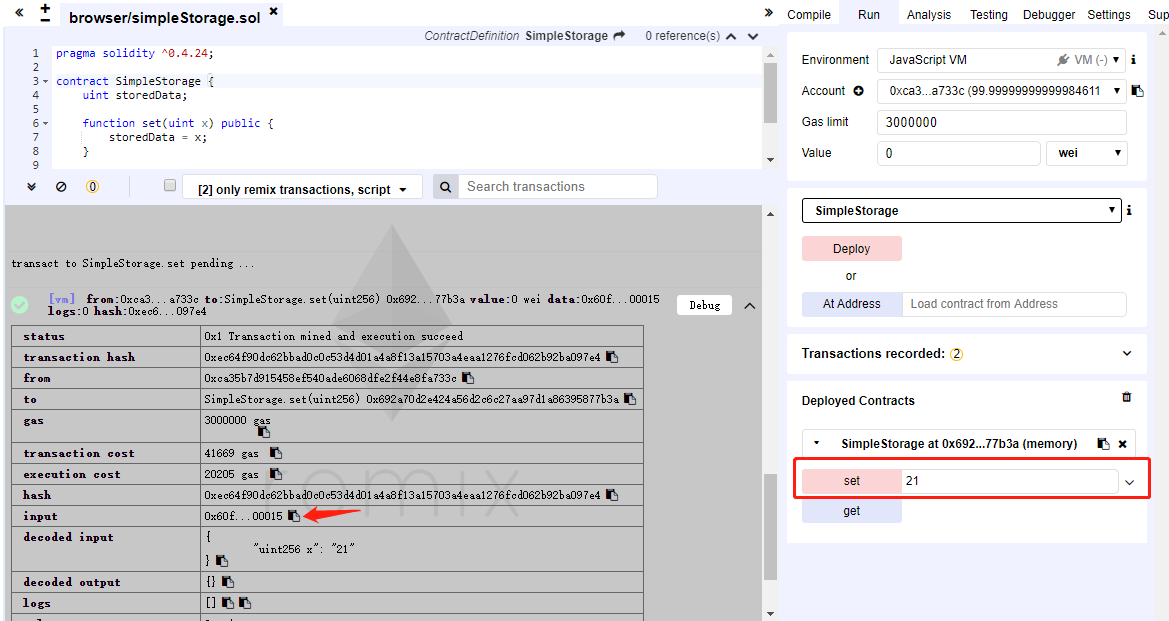 « + - browser/simpleStorage.sol × »
ContractDefinition SimpleStorage 0 reference(s)
1 pragma solidity ^0.4.24;
2
3 contract SimpleStorage {
4 uint storedData;
5
6 function set(uint x) public {
7 storedData = x;
8 }
9
0 [2] only remix transactions, script Search transactions
transact to SimpleStorage.set pending ...
[vm] from:0xca3...a733c to:SimpleStorage.set(uint256) 0x692...77b3a value:0 wei data:0x60f...00015
logs:0 hash:0xec6...097e4
Debug
status 0x1 Transaction mined and execution succeed
transaction hash 0xec64f90dc62bbad0c0c53d4d01a4a8f13a15703a4eaa1276fcd062b92ba097e4
from 0xca35b7d915458ef540ade6068dfe2f44e8fa733c
to SimpleStorage.set(uint256) 0x692a70d2e424a56d2c6c27aa97d1a86395877b3a
gas 3000000 gas
transaction cost 41669 gas
execution cost 20205 gas
hash 0xec64f90dc62bbad0c0c53d4d01a4a8f13a15703a4eaa1276fcd062b92ba097e4
input 0x60f...00015
decoded input {
"uint256 x": "21"
}
decoded output {}
logs []
remix
Compile Run Analysis Testing Debugger Settings Sup
Environment JavaScript VM VM (-) i
Account 0xca3...a733c (99.99999999999984611
Gas limit 3000000
Value 0 wei
SimpleStorage i
Deploy
or
At Address Load contract from Address
Transactions recorded: 2
Deployed Contracts
SimpleStorage at 0x692...77b3a (memory)
set 21
get